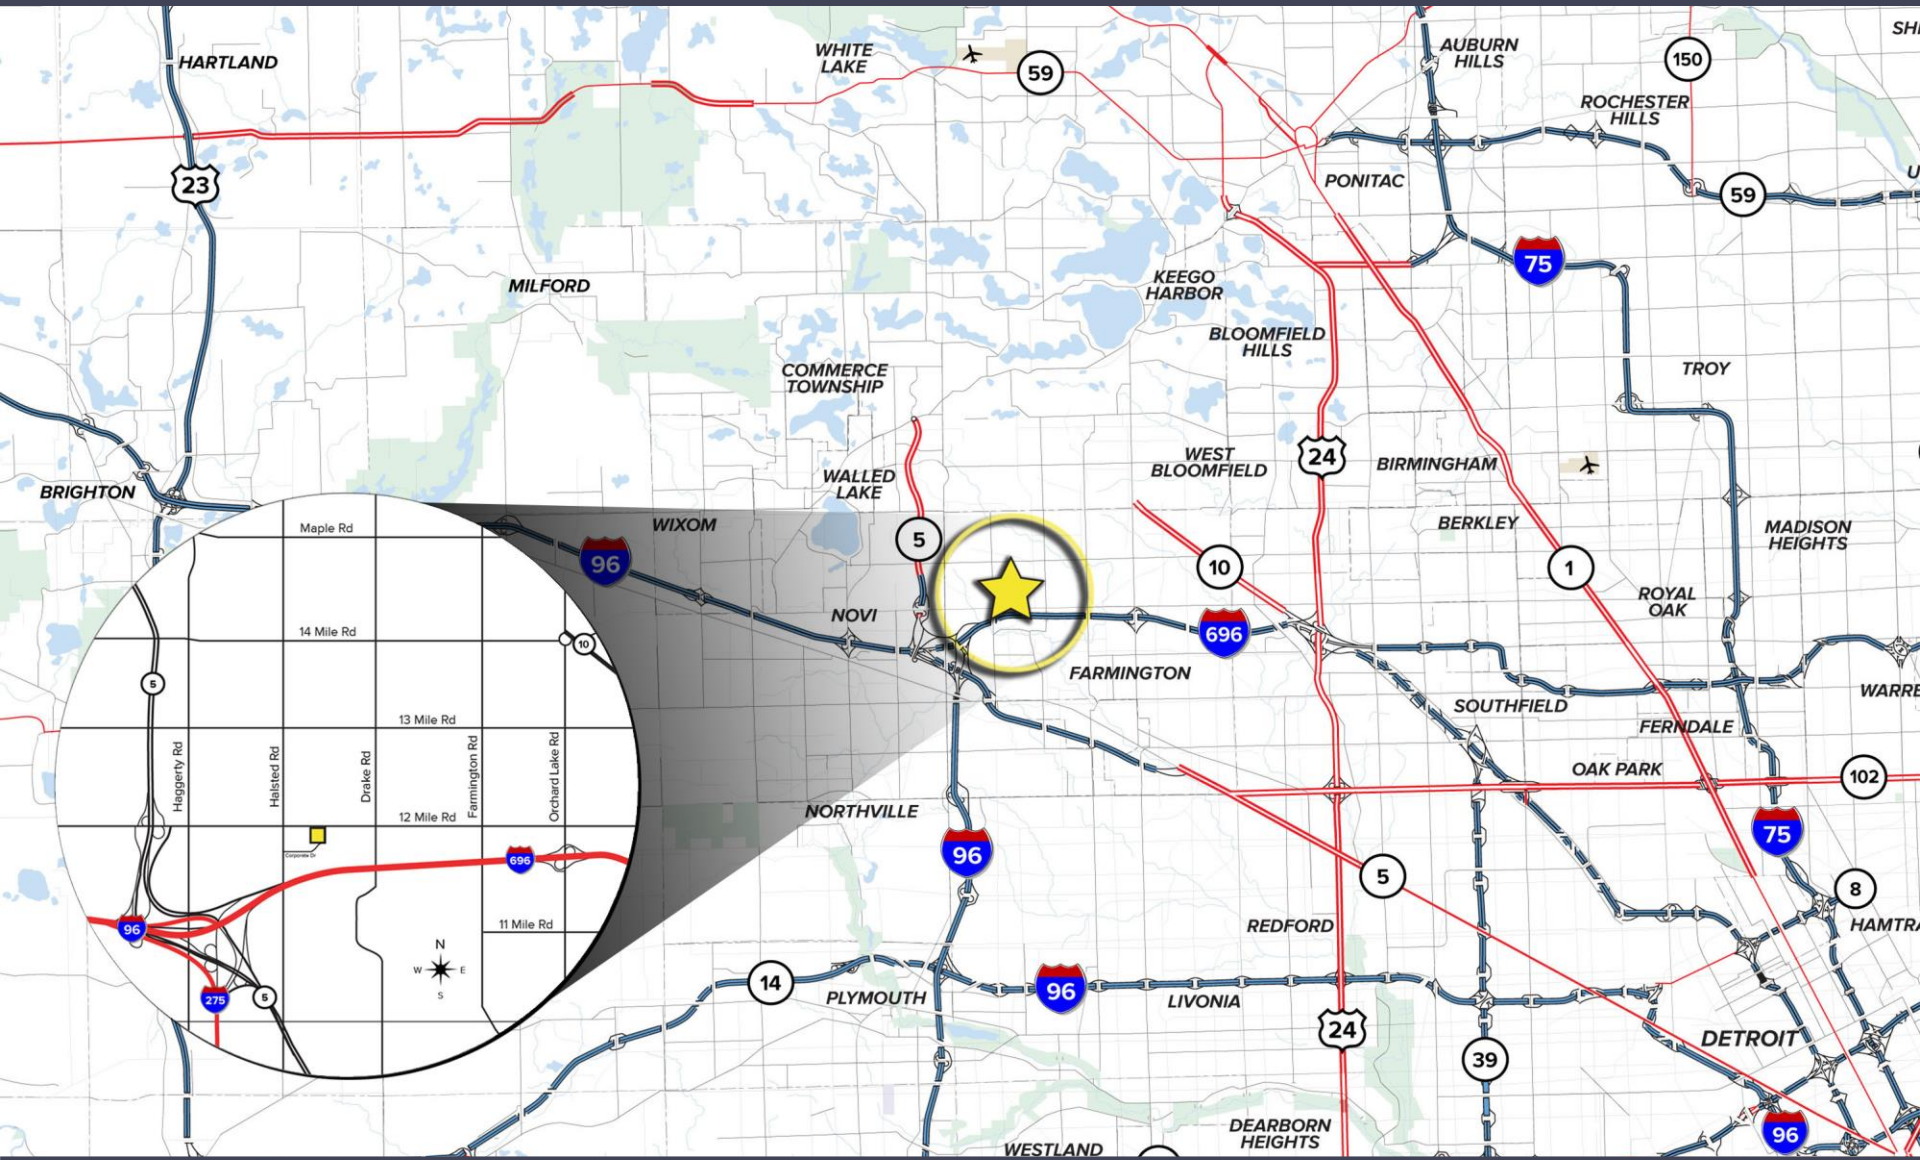 HARTLAND
WHITE
LAKE
59
AUBURN
HILLS
150
ROCHESTER
HILLS
23
PONITAC
59
75
MILFORD
KEEGO
HARBOR
BLOOMFIELD
HILLS
COMMERCE
TOWNSHIP
TROY
BRIGHTON
WALLED
LAKE
WEST
BLOOMFIELD
24
BIRMINGHAM
WIXOM
BERKLEY
MADISON
HEIGHTS
96
5
10
1
NOVI
696
ROYAL
OAK
FARMINGTON
SOUTHFIELD
WARRE
FERNDALE
OAK PARK
102
NORTHVILLE
96
75
5
8
REDFORD
HAMTRA
14
PLYMOUTH
96
LIVONIA
24
39
DETROIT
DEARBORN
HEIGHTS
WESTLAND
96
Maple Rd
14 Mile Rd
10
5
13 Mile Rd
Haggerty Rd
Halsted Rd
Drake Rd
Farmington Rd
Orchard Lake Rd
12 Mile Rd
Corporate Dr
696
96
11 Mile Rd
N
W
E
S
275
5